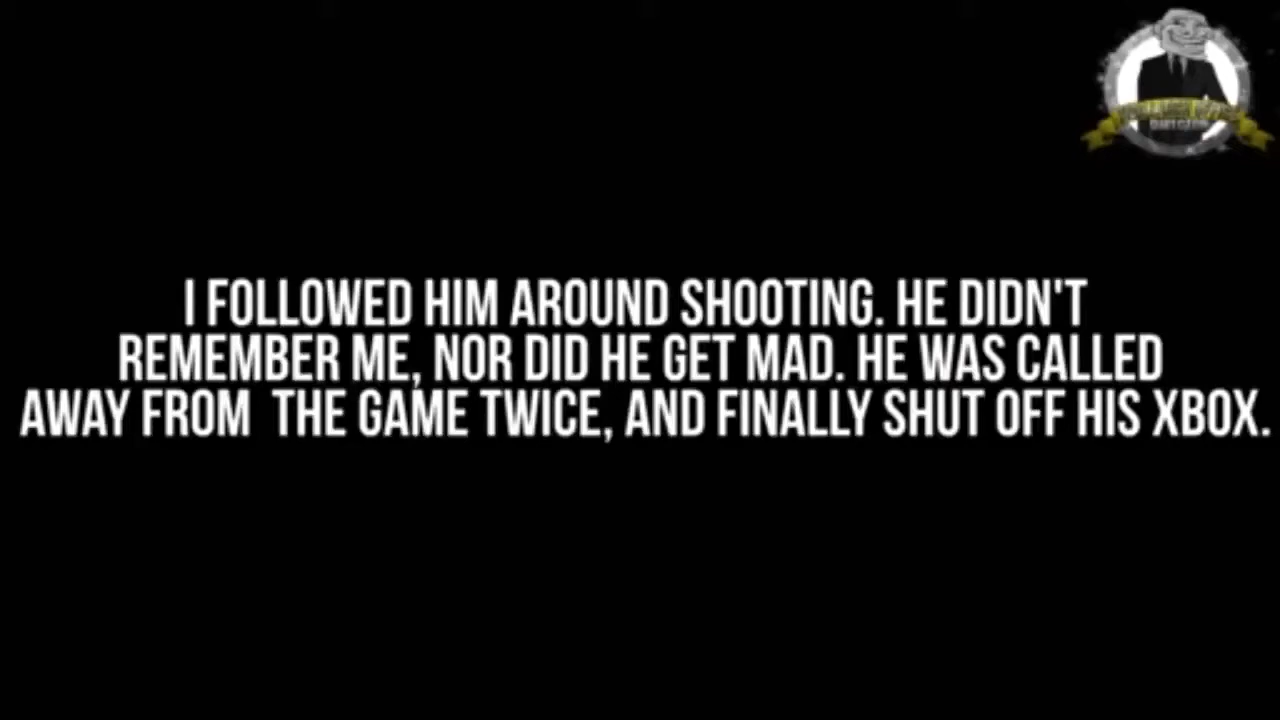 I FOLLOWED HIM AROUND SHOOTING. HE DIDN'T
REMEMBER ME, NOR DID HE GET MAD. HE WAS CALLED
AWAY FROM  THE GAME TWICE, AND FINALLY SHUT OFF HIS XBOX.